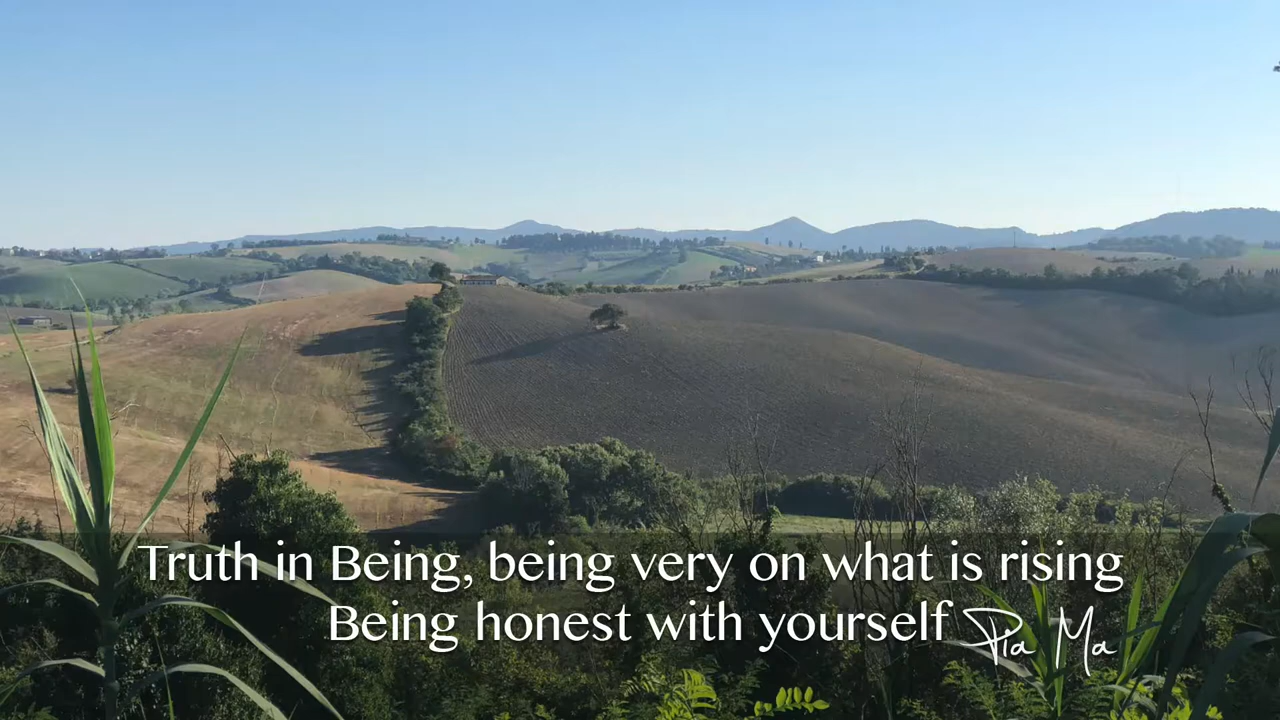 Truth in Being, being very on what is rising
Being honest with yourself Pia Ma